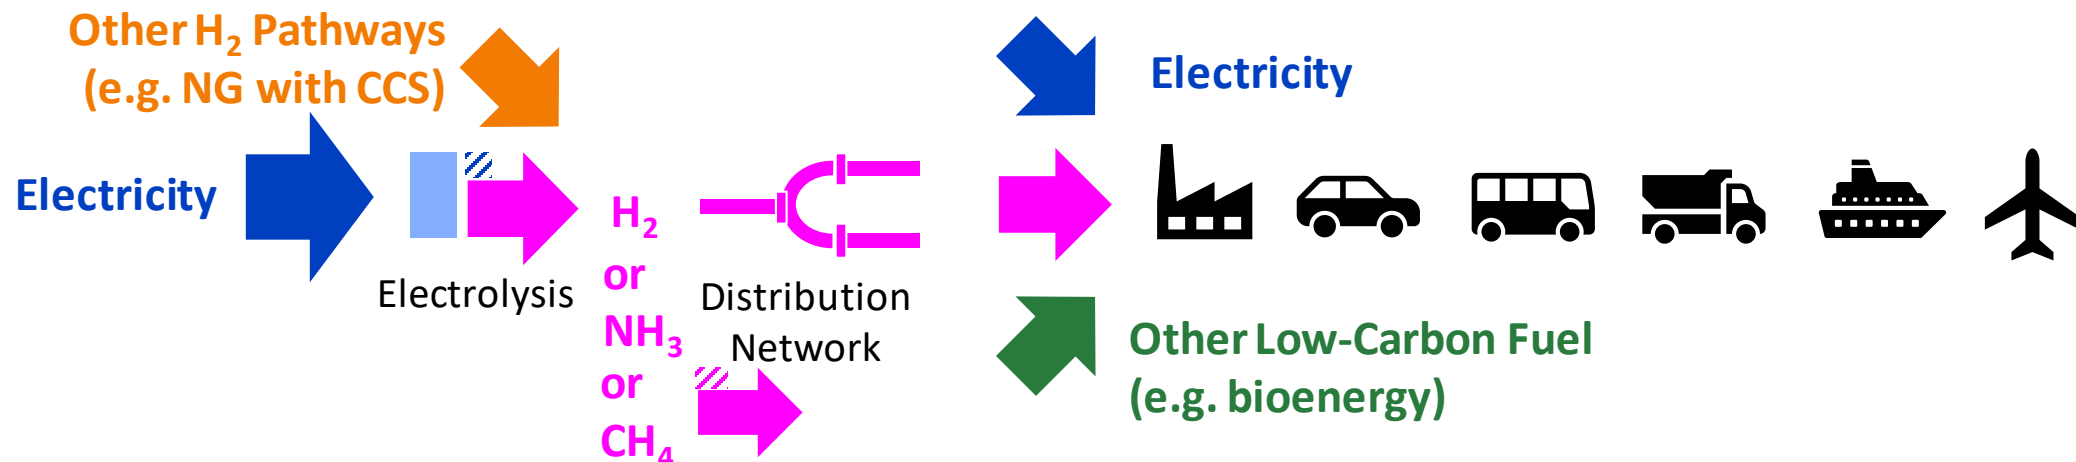 Other H₂ Pathways
(e.g. NG with CCS)
Electricity
Electrolysis
H₂
or
NH₃
or
CH₄
Distribution
Network
Electricity
Other Low-Carbon Fuel
(e.g. bioenergy)